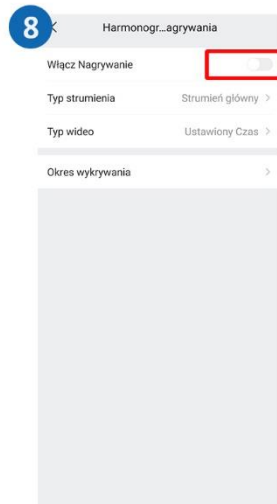 8
Harmonogr...agrywania
Włącz Nagrywanie
Typ strumienia Strumień główny
Typ wideo Ustawiony Czas
Okres wykrywania